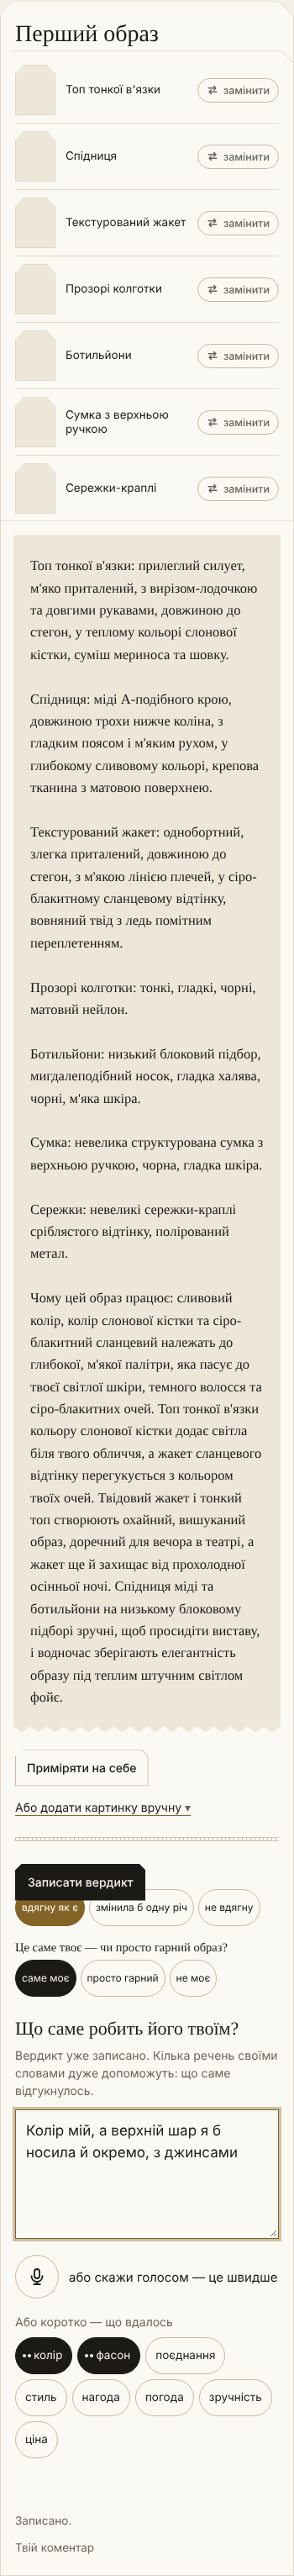 Перший образ
Топ тонкої в'язки
замінити
Спідниця
замінити
Текстурований жакет
замінити
Прозорі колготки
замінити
Ботильйони
замінити
Сумка з верхньою
ручкою
замінити
Сережки-краплі
замінити
Топ тонкої в'язки: прилеглий силует,
м'яко приталений, з вирізом-лодочкою
та довгими рукавами, довжиною до
стегон, у теплому кольорі слонової
кістки, суміш мериноса та шовку.
Спідниця: міді А-подібного крою,
довжиною трохи нижче коліна, з
гладким поясом і м'яким рухом, у
глибокому сливовому кольорі, крепова
тканина з матовою поверхнею.
Текстурований жакет: однобортний,
злегка приталений, довжиною до
стегон, з м'якою лінією плечей, у сіро-
блакитному сланцевому відтінку,
вовняний твід з ледь помітним
переплетенням.
Прозорі колготки: тонкі, гладкі, чорні,
матовий нейлон.
Ботильйони: низький блоковий підбор,
мигдалеподібний носок, гладка халява,
чорні, м'яка шкіра.
Сумка: невелика структурована сумка з
верхньою ручкою, чорна, гладка шкіра.
Сережки: невеликі сережки-краплі
сріблястого відтінку, полірований
метал.
Чому цей образ працює: сливовий
колір, колір слонової кістки та сіро-
блакитний сланцевий належать до
глибокої, м'якої палітри, яка пасує до
твоєї світлої шкіри, темного волосся та
сіро-блакитних очей. Топ тонкої в'язки
кольору слонової кістки додає світла
біля твого обличчя, а жакет сланцевого
відтінку перегукується з кольором
твоїх очей. Твідовий жакет і тонкий
топ створюють охайний, вишуканий
образ, доречний для вечора в театрі, а
жакет ще й захищає від прохолодної
осінньої ночі. Спідниця міді та
ботильйони на низькому блоковому
підборі зручні, щоб просидіти виставу,
і водночас зберігають елегантність
образу під теплим штучним світлом
фойє.
Приміряти на себе
Або додати картинку вручну ▾
Записати вердикт
вдягну як є
змінила б одну річ
не вдягну
Це саме твоє — чи просто гарний образ?
саме моє
просто гарний
не моє
Що саме робить його твоїм?
Вердикт уже записано. Кілька речень своїми
словами дуже допоможуть: що саме
відгукнулось.
Колір мій, а верхній шар я б
носила й окремо, з джинсами
або скажи голосом — це швидше
Або коротко — що вдалось
•• колір
•• фасон
поєднання
стиль
нагода
погода
зручність
ціна
Записано.
Твій коментар